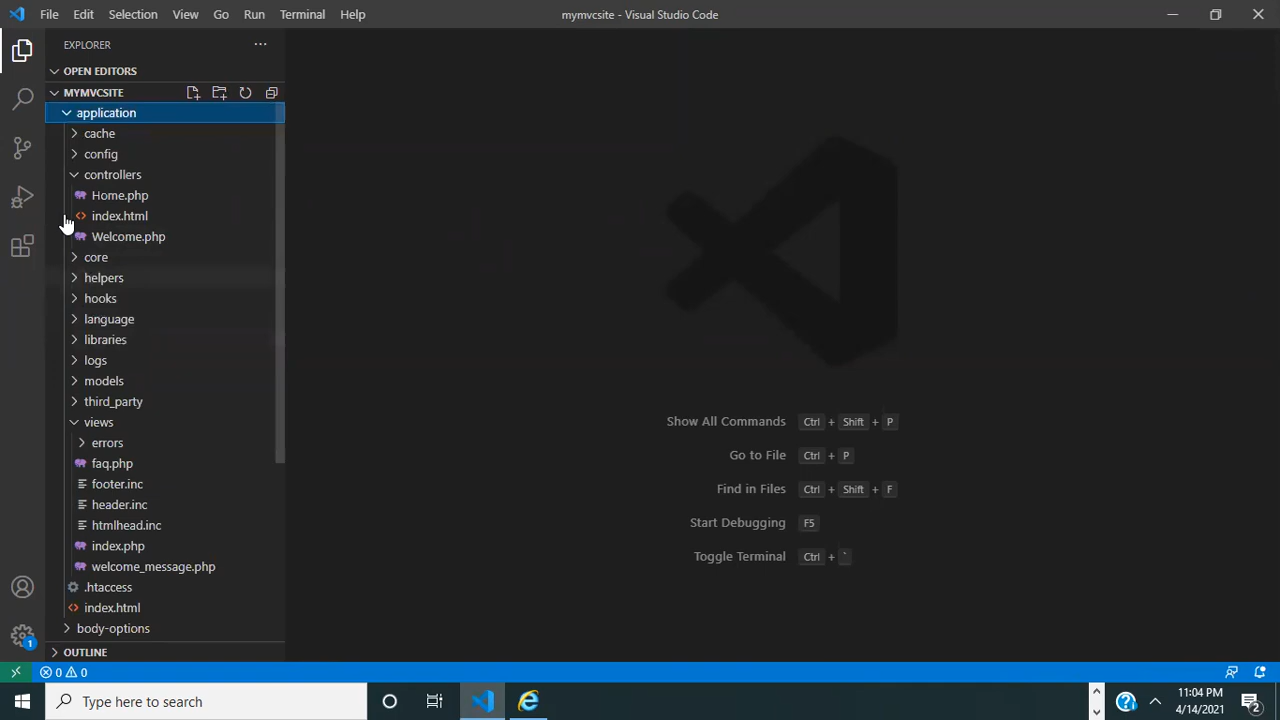 File Edit Selection View Go Run Terminal Help
mymvcsite - Visual Studio Code
EXPLORER
OPEN EDITORS
MYMVCSITE
application
cache
config
controllers
Home.php
index.html
Welcome.php
core
helpers
hooks
language
libraries
logs
models
third_party
views
errors
faq.php
footer.inc
header.inc
htmlhead.inc
index.php
welcome_message.php
.htaccess
index.html
body-options
OUTLINE
Show All Commands Ctrl + Shift + P
Go to File Ctrl + P
Find in Files Ctrl + Shift + F
Start Debugging F5
Toggle Terminal Ctrl + `
1
0 0
Type here to search
11:04 PM
4/14/2021
2